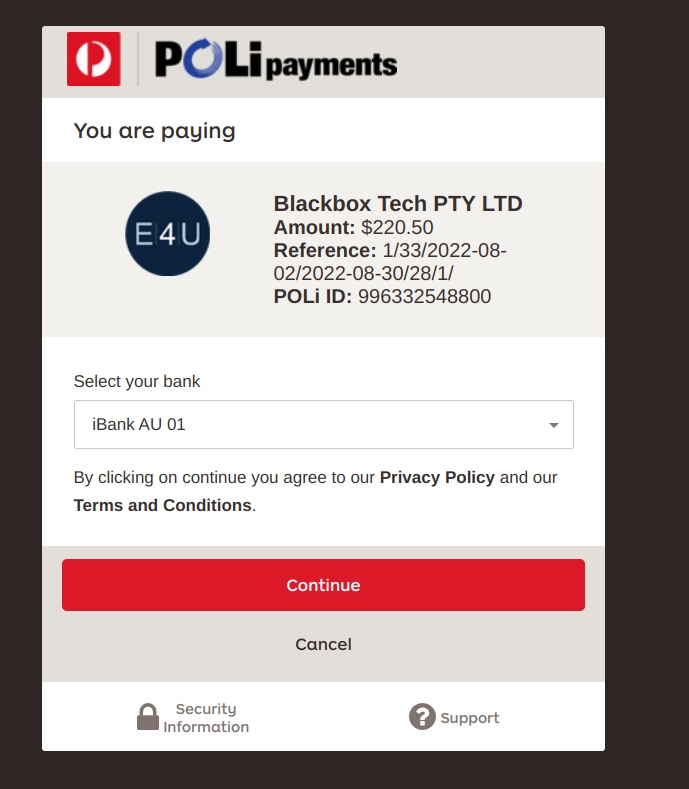 POLi payments
You are paying
E4U
Blackbox Tech PTY LTD
Amount: $220.50
Reference: 1/33/2022-08-
02/2022-08-30/28/1/
POLi ID: 996332548800
Select your bank
iBank AU 01
By clicking on continue you agree to our Privacy Policy and our
Terms and Conditions.
Continue
Cancel
Security
Information
Support